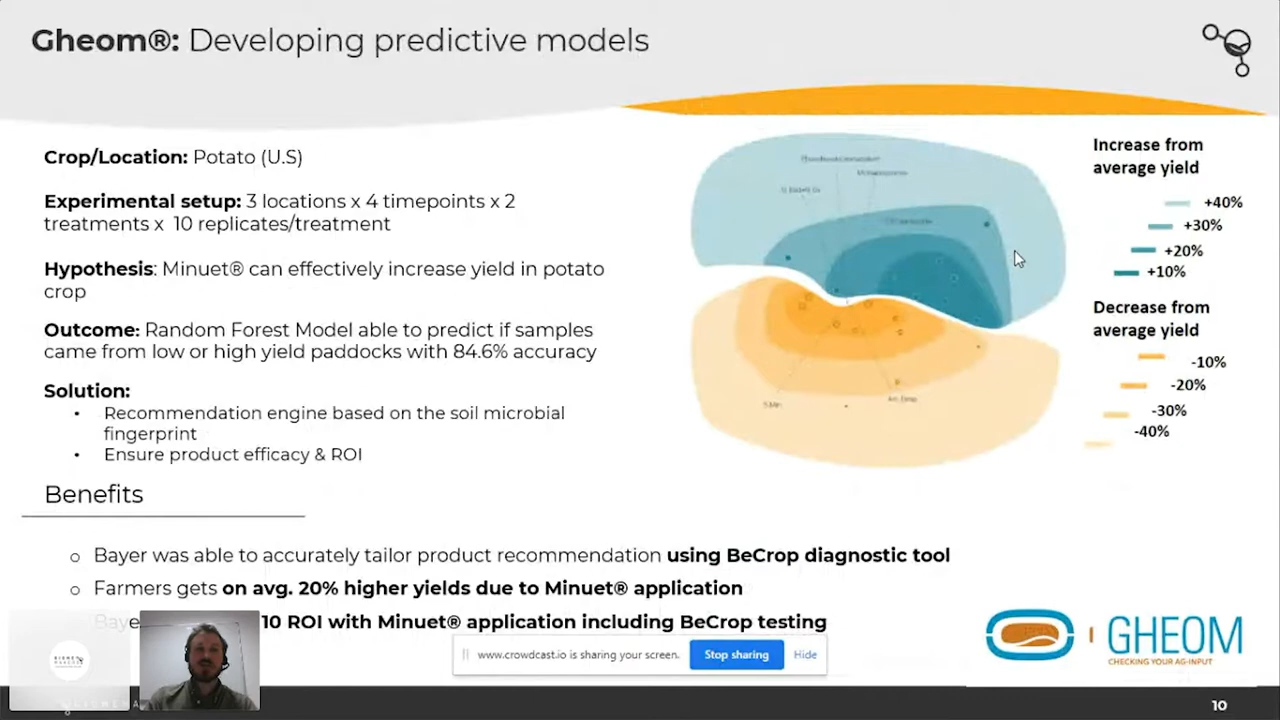 Gheom®: Developing predictive models
Crop/Location: Potato (U.S)
Experimental setup: 3 locations x 4 timepoints x 2
treatments x 10 replicates/treatment
Hypothesis: Minuet® can effectively increase yield in potato
crop
Outcome: Random Forest Model able to predict if samples
came from low or high yield paddocks with 84.6% accuracy
Solution:
• Recommendation engine based on the soil microbial
fingerprint
• Ensure product efficacy & ROI
Increase from
average yield
+40%
+30%
+20%
+10%
Decrease from
average yield
-10%
-20%
-30%
-40%
Benefits
o Bayer was able to accurately tailor product recommendation using BeCrop diagnostic tool
o Farmers gets on avg. 20% higher yields due to Minuet® application
Baye 10 ROI with Minuet® application including BeCrop testing
www.crowdcast.io is sharing your screen.
Stop sharing
Hide
GHEOM
CHECKING YOUR AG-INPUT
10